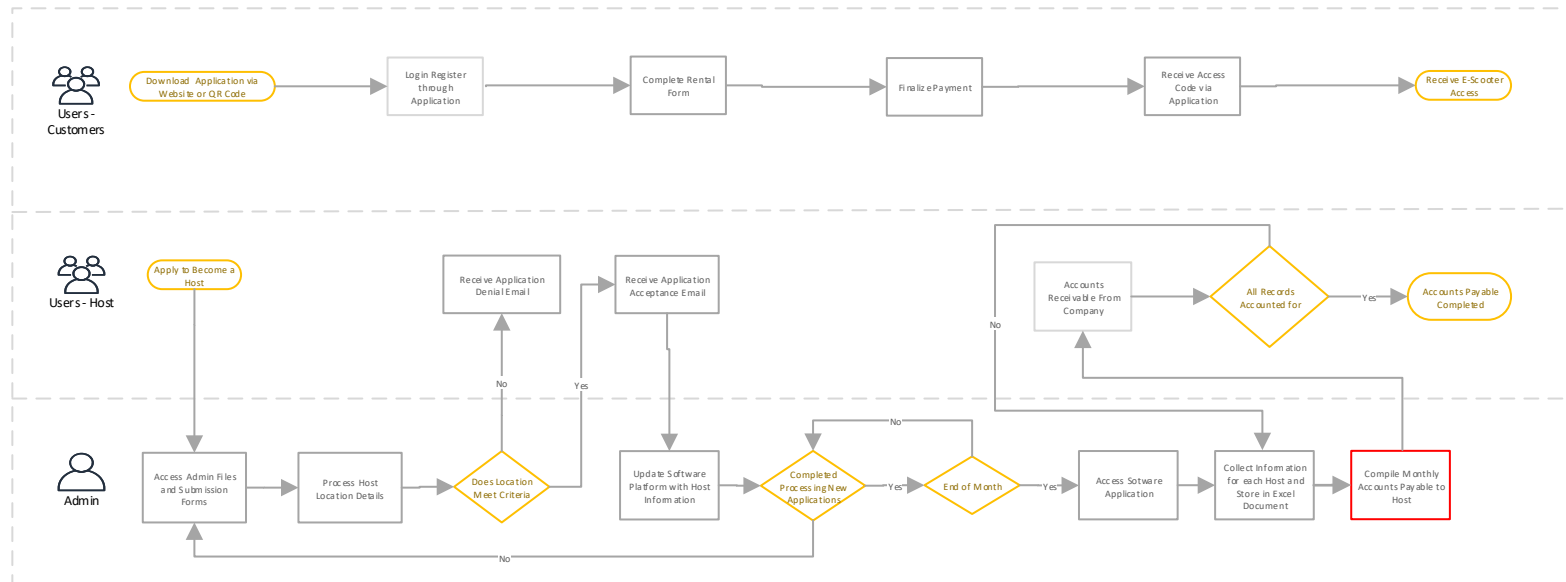 Download Application via
Website or QR Code
Login Register
through
Application
Complete Rental
Form
Finalize Payment
Receive Access
Code via
Application
Receive E-Scooter
Access
Users -
Customers
Apply to Become a
Host
Users - Host
Receive Application
Denial Email
Receive Application
Acceptance Email
Accounts
Receivable From
Company
All Records
Accounted for
Yes
Accounts Payable
Completed
No
No
Yes
No
Access Admin Files
and Submission
Forms
Process Host
Location Details
Does Location
Meet Criteria
Update Software
Platform with Host
Information
Completed
Processing New
Applications
Yes
End of Month
Yes
Access Sotware
Application
Collect Information
for each Host and
Store in Excel
Document
Compile Monthly
Accounts Payable to
Host
Admin
No